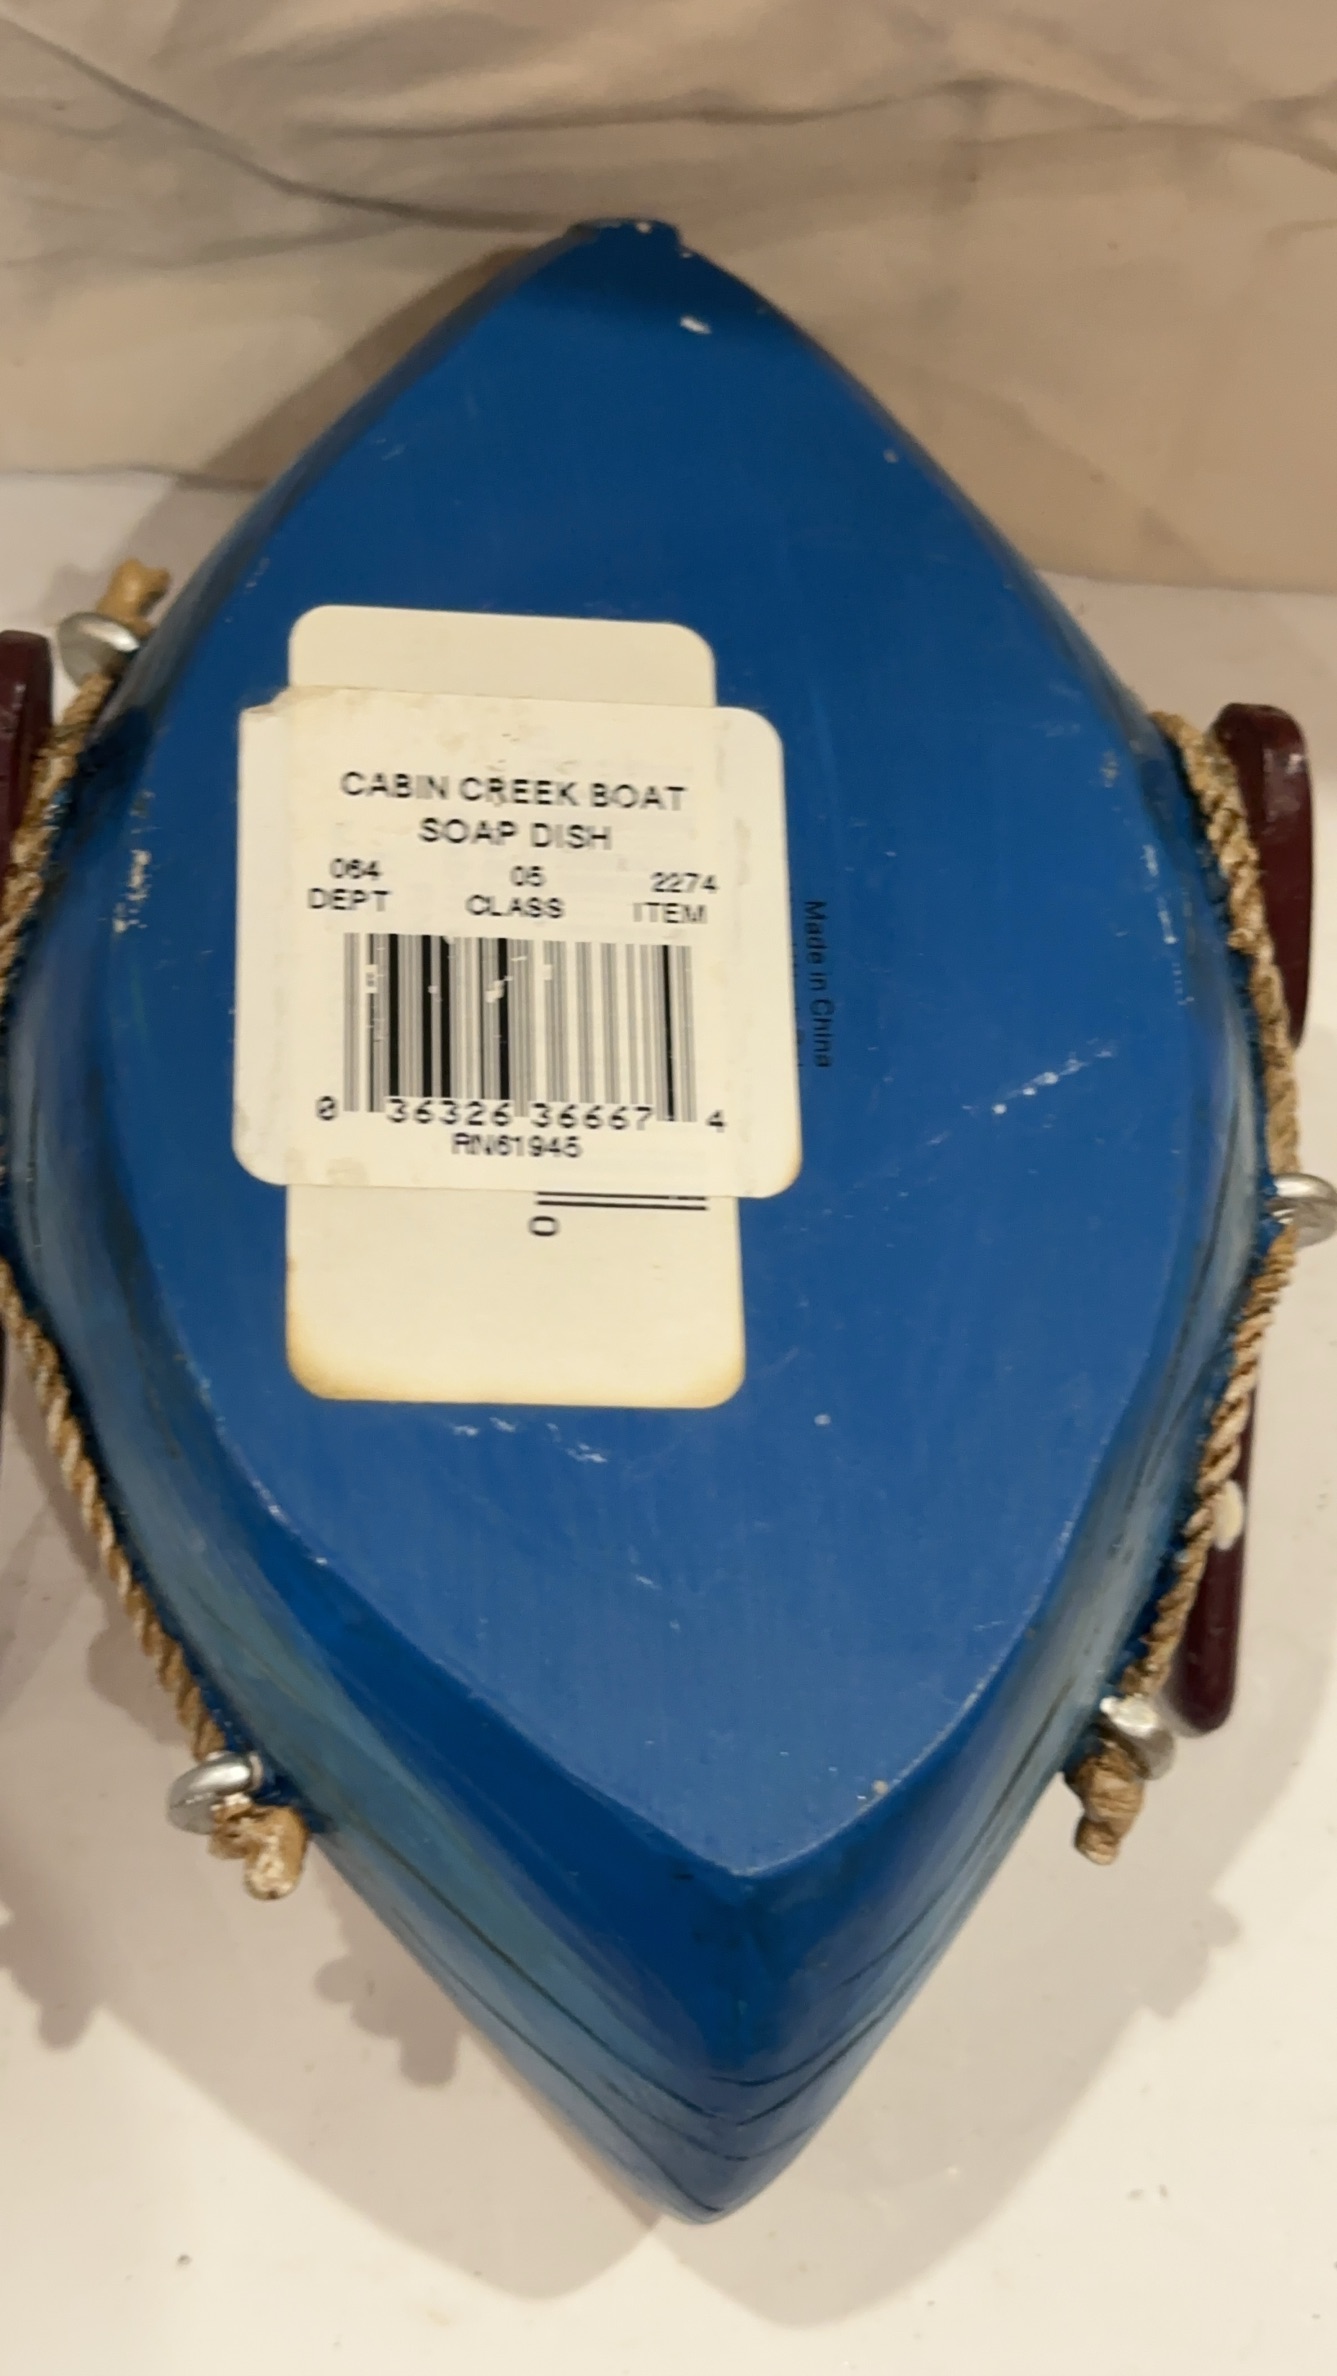 CABIN CREEK BOAT
SOAP DISH
064 05 2274
DEPT CLASS ITEM
0 36326 36667 4
RN61945
0
Made in China